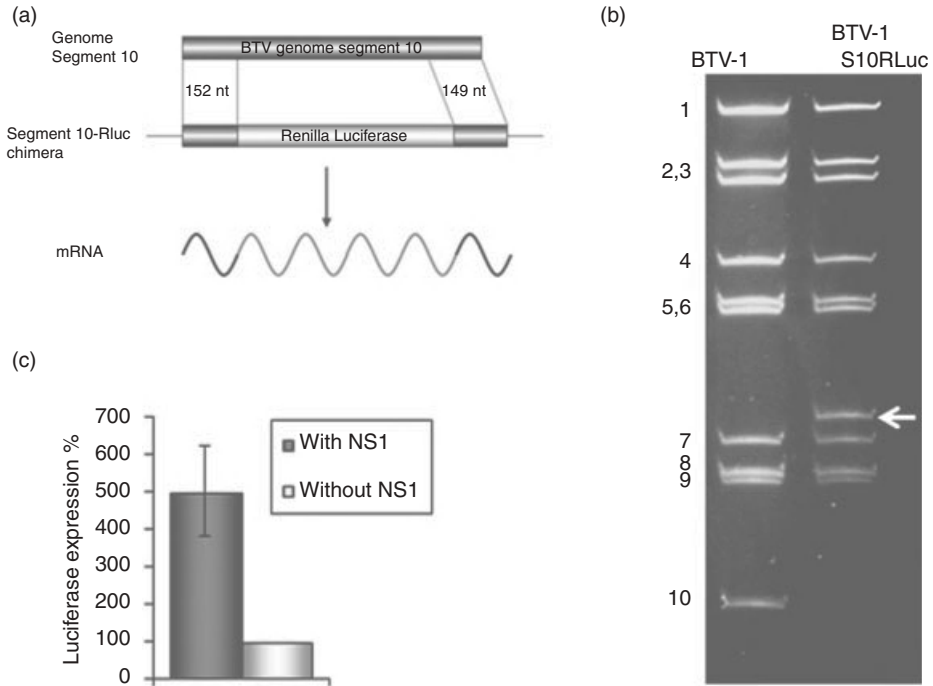 (a)
Genome
Segment 10
BTV genome segment 10
152 nt
149 nt
Segment 10-Rluc
chimera
Renilla Luciferase
mRNA
(b)
BTV-1
BTV-1
S10RLuc
1
2,3
4
5,6
7
8
9
10
(c)
Luciferase expression %
700
600
500
400
300
200
100
0
With NS1
Without NS1